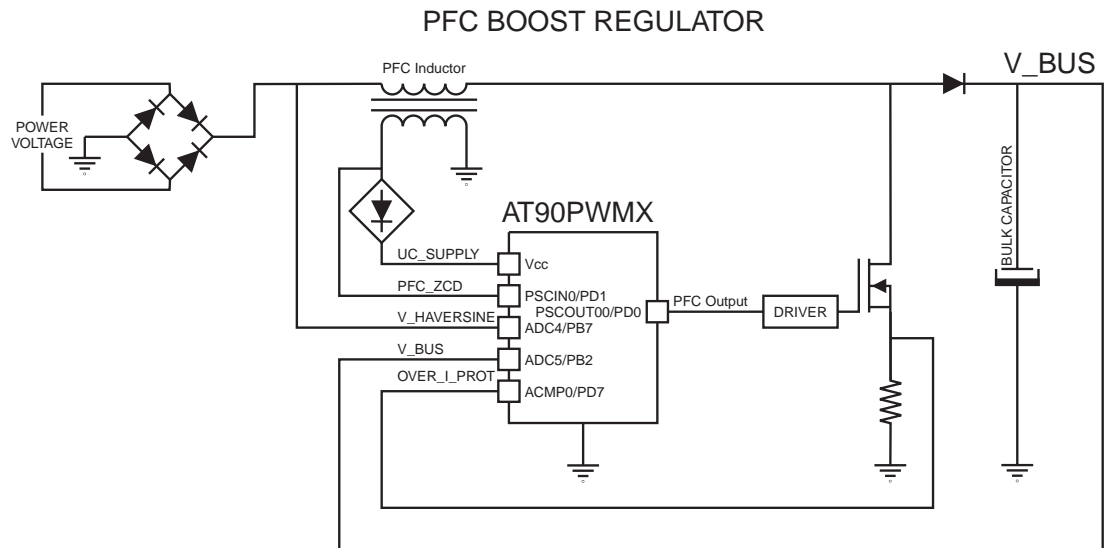 PFC BOOST REGULATOR
PFC Inductor
V_BUS
POWER
VOLTAGE
BULK CAPACITOR
AT90PWMX
UC_SUPPLY
Vcc
PFC_ZCD
PSCIN0/PD1
PSCOUT00/PD0
PFC Output
DRIVER
V_HAVERSINE
ADC4/PB7
V_BUS
ADC5/PB2
OVER_I_PROT
ACMP0/PD7